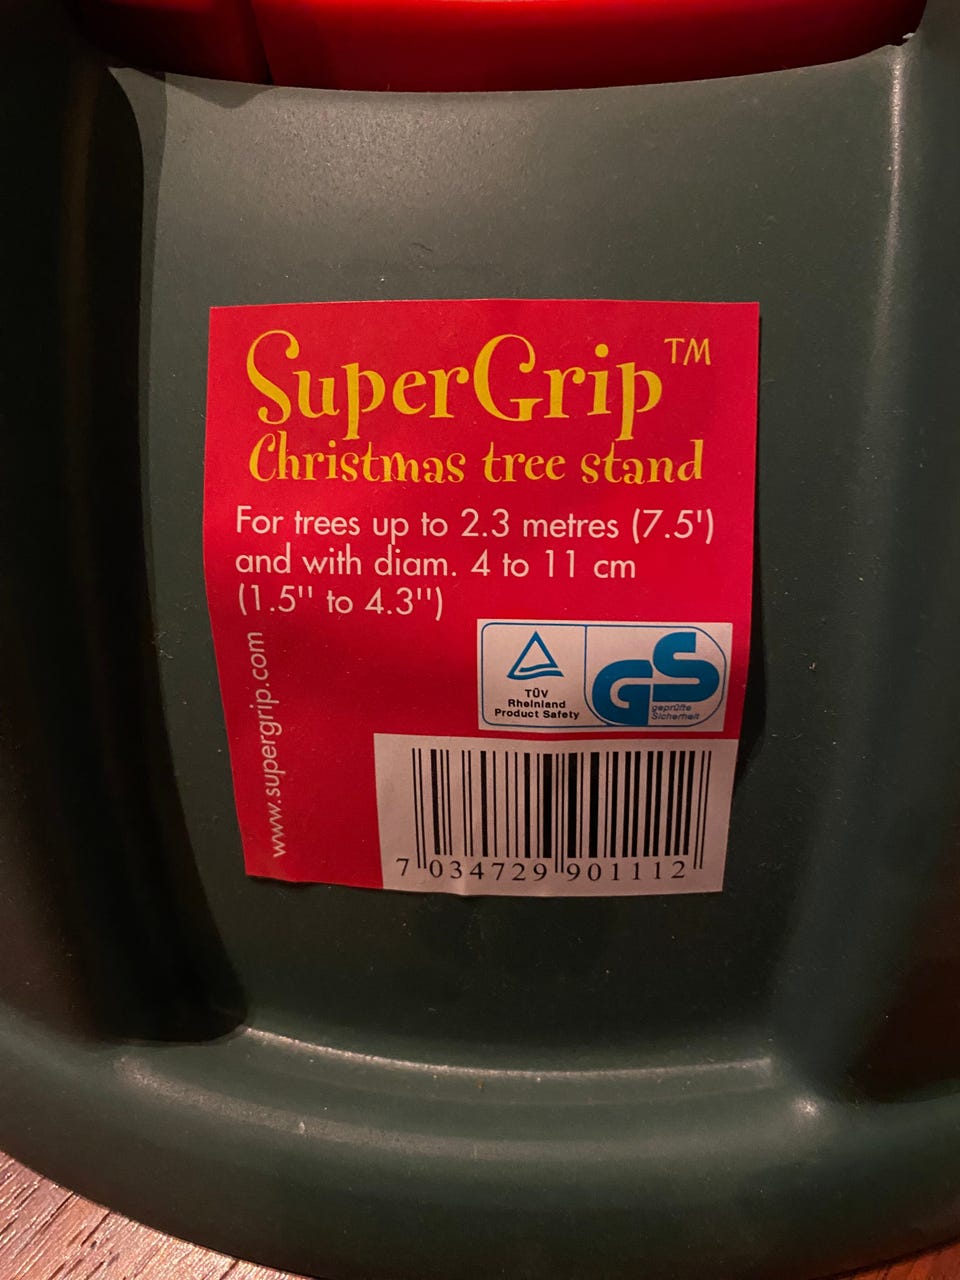 SuperGrip™
Christmas tree stand
For trees up to 2.3 metres (7.5')
and with diam. 4 to 11 cm
(1.5'' to 4.3'')
www.supergrip.com
TÜV
Rheinland
Product Safety
GS
geprüfte
Sicherheit
7 034729 901112